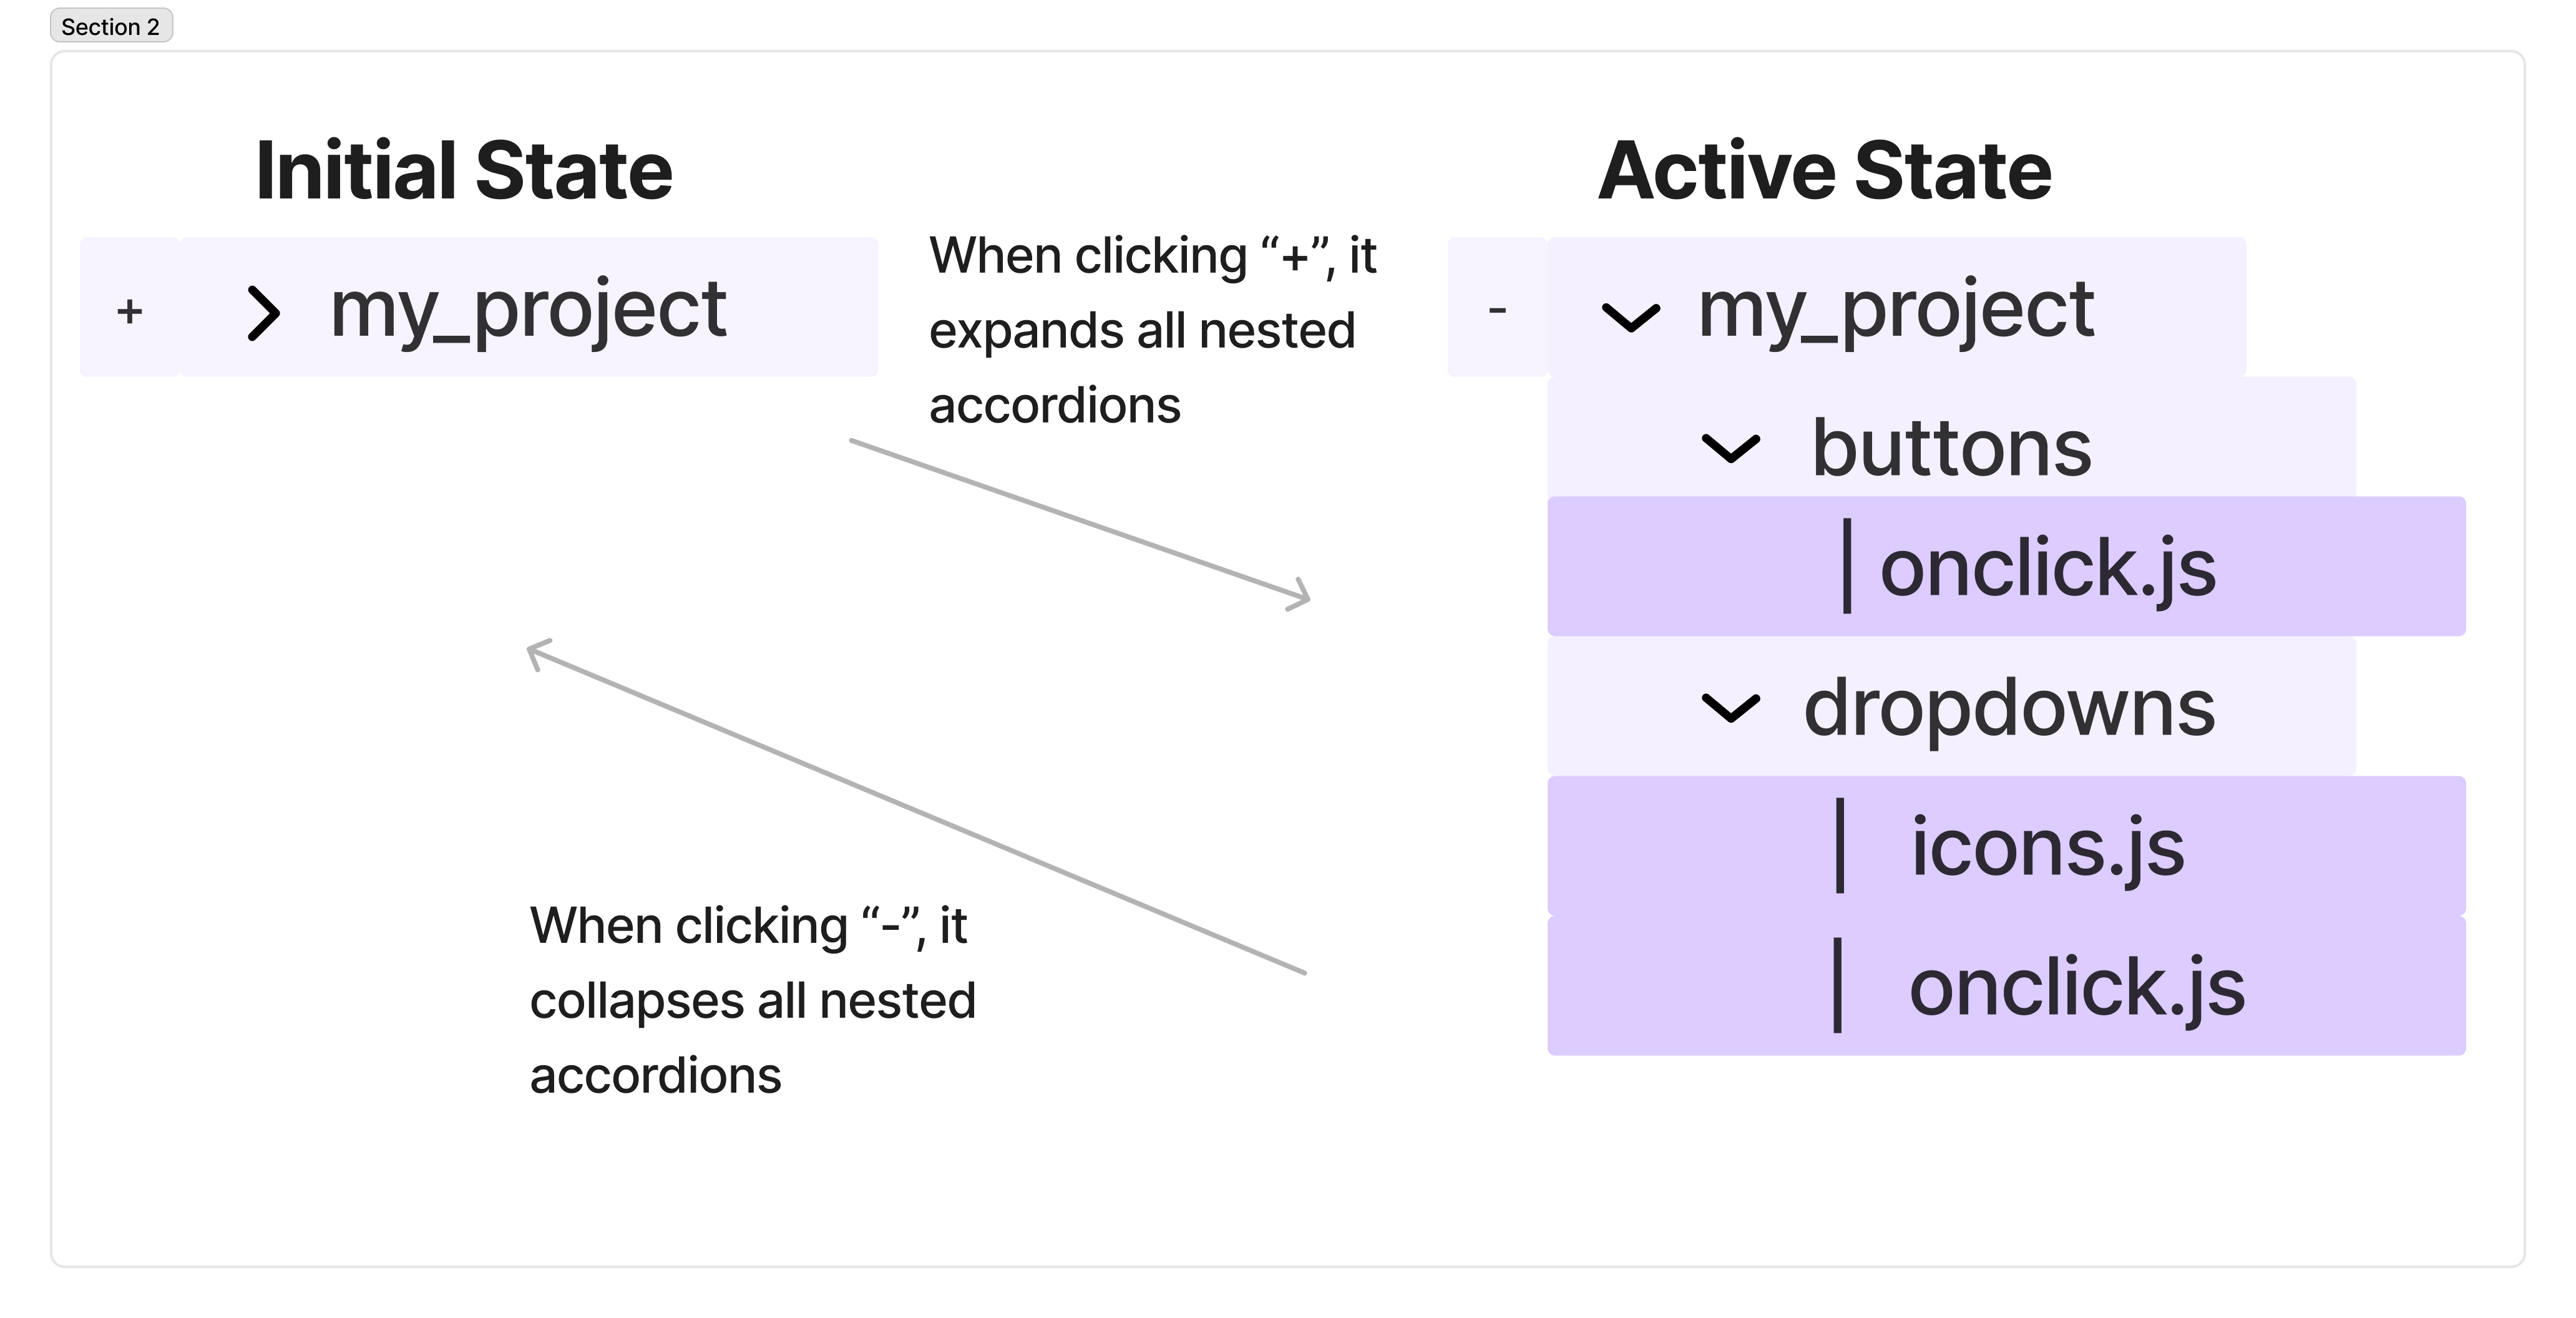 Section 2
Initial State
+ my_project
When clicking “+”, it
expands all nested
accordions
When clicking “-”, it
collapses all nested
accordions
Active State
- my_project
buttons
onclick.js
dropdowns
icons.js
onclick.js